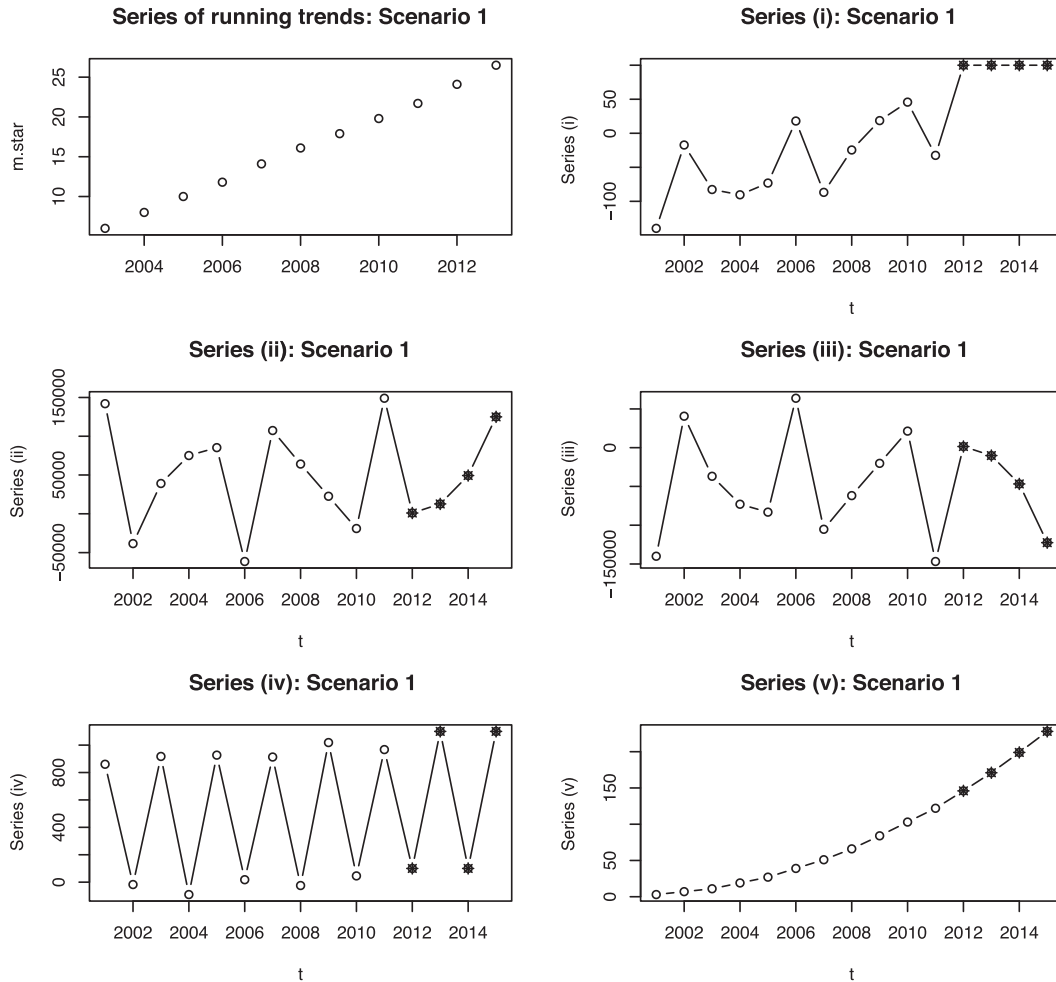 Series of running trends: Scenario 1
m.star
25
20
15
10
2004 2006 2008 2010 2012
Series (i): Scenario 1
Series (i)
50
0
−100
2002 2004 2006 2008 2010 2012 2014
t
Series (ii): Scenario 1
Series (ii)
150000
50000
−50000
2002 2004 2006 2008 2010 2012 2014
t
Series (iii): Scenario 1
Series (iii)
0
−150000
2002 2004 2006 2008 2010 2012 2014
t
Series (iv): Scenario 1
Series (iv)
800
400
0
2002 2004 2006 2008 2010 2012 2014
t
Series (v): Scenario 1
Series (v)
150
50
0
2002 2004 2006 2008 2010 2012 2014
t